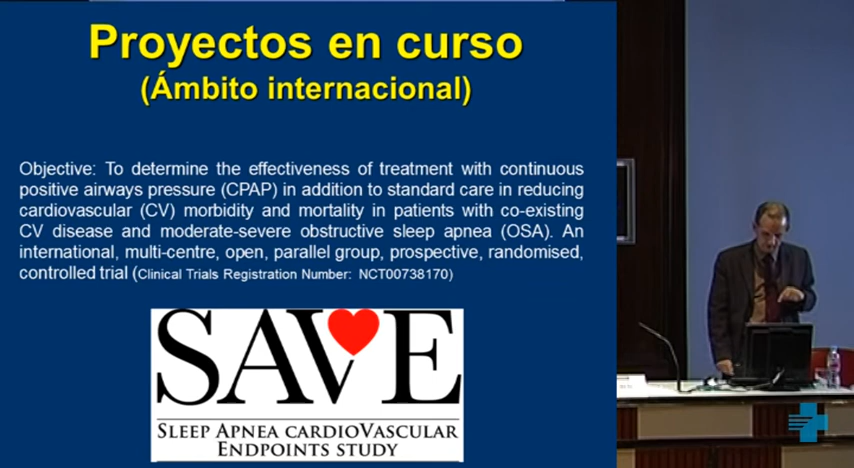 Proyectos en curso
(Ámbito internacional)
Objective: To determine the effectiveness of treatment with continuous
positive airways pressure (CPAP) in addition to standard care in reducing
cardiovascular (CV) morbidity and mortality in patients with co-existing
CV disease and moderate-severe obstructive sleep apnea (OSA). An
international, multi-centre, open, parallel group, prospective, randomised,
controlled trial (Clinical Trials Registration Number: NCT00738170)
SAVE
SLEEP APNEA CARDIOVASCULAR
ENDPOINTS STUDY